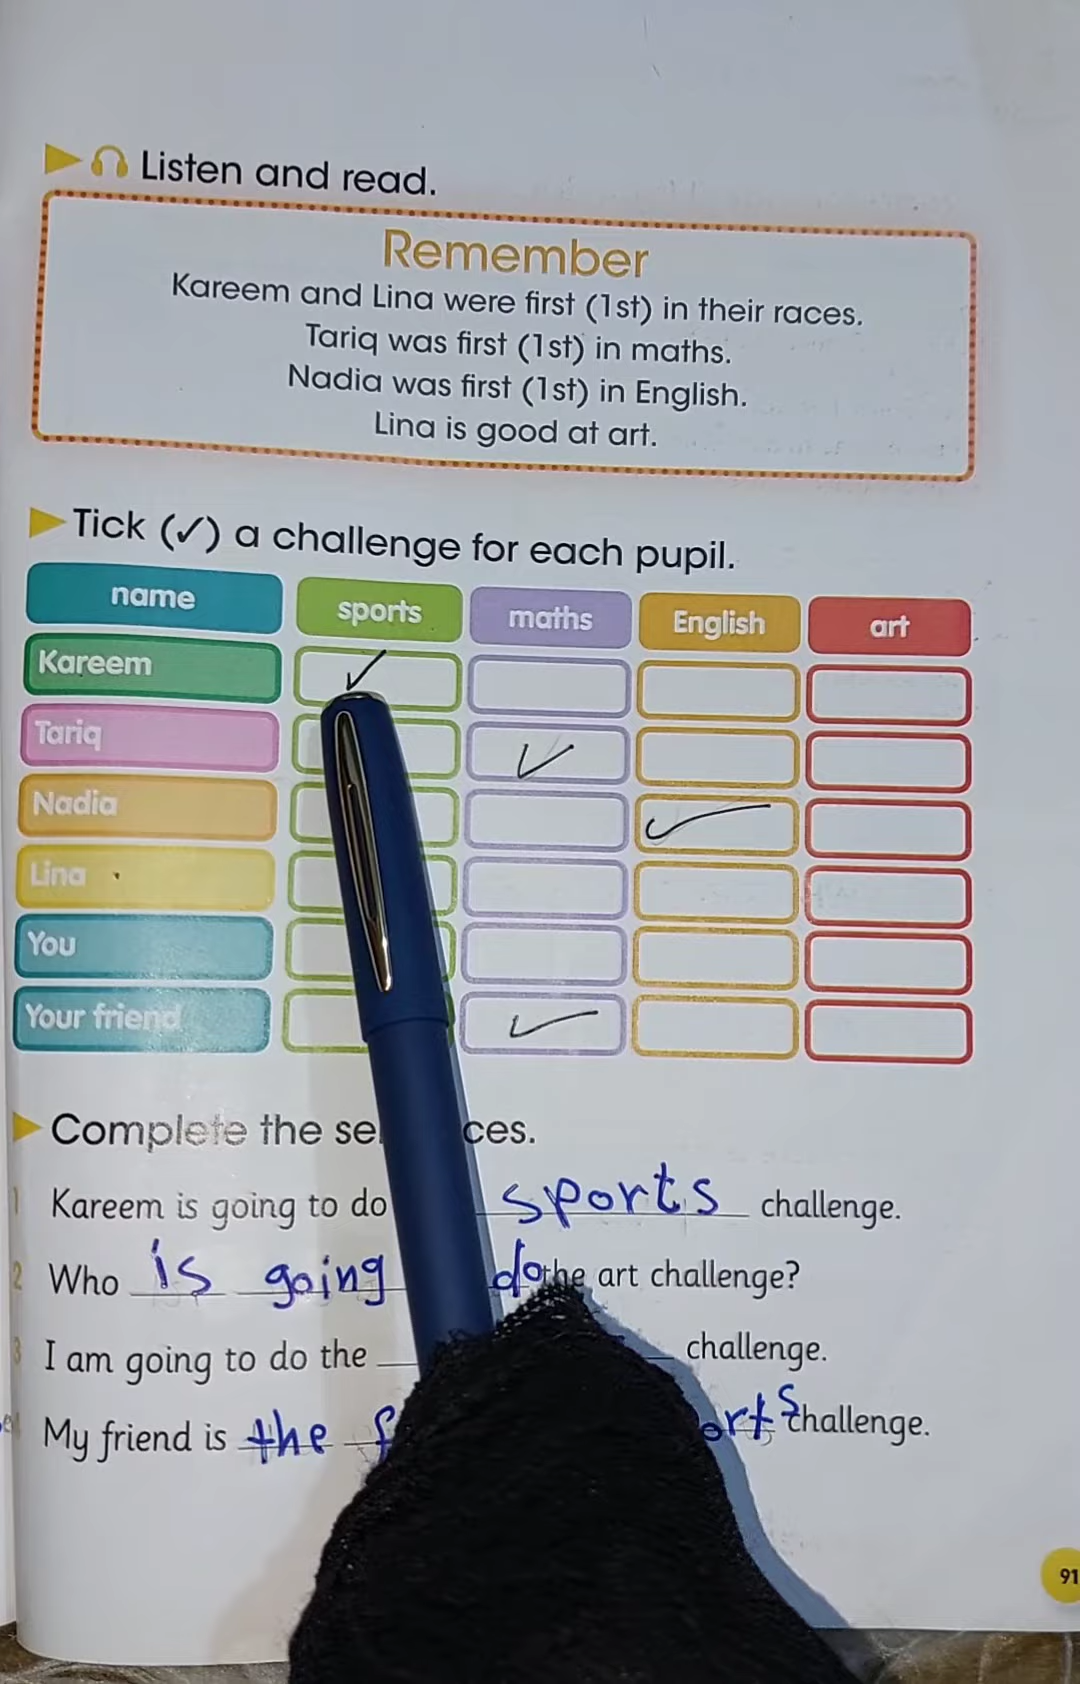 Listen and read.
Remember
Kareem and Lina were first (1st) in their races.
Tariq was first (1st) in maths.
Nadia was first (1st) in English.
Lina is good at art.
Tick (✓) a challenge for each pupil.
name sports maths English art
Kareem ✓
Tariq ✓
Nadia ✓
Lina
You
Your friend ✓
Complete the ces.
1 Kareem is going to do sports challenge.
2 Who is going do the art challenge?
3 I am going to do the challenge.
My friend is the challenge.
91